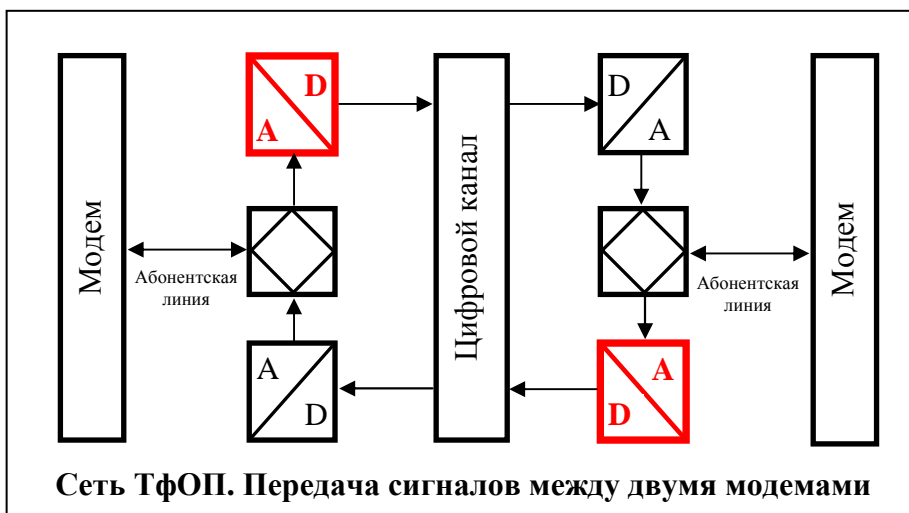 D
A
D
A
Модем
Абонентская
линия
Цифровой канал
Абонентская
линия
Модем
A
D
A
D
Сеть ТфОП. Передача сигналов между двумя модемами